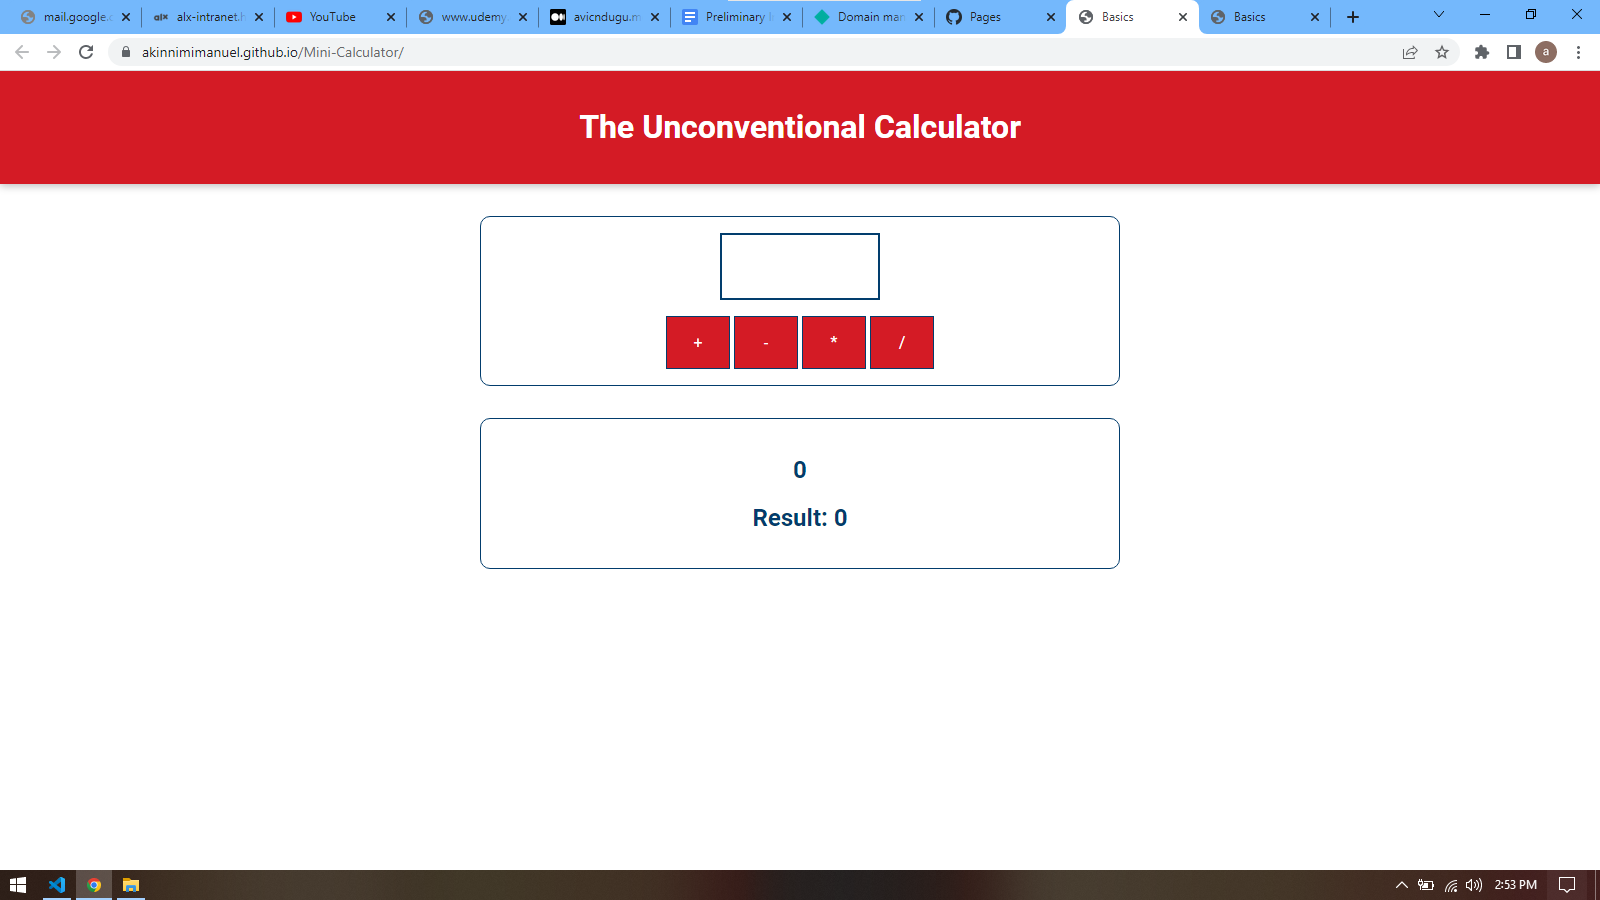 mail.google. alx-intranet.h YouTube www.udemy. avicndugu.m Preliminary Domain man Pages Basics Basics
akinnimimanuel.github.io/Mini-Calculator/
a
The Unconventional Calculator
+ - * /
0
Result: 0
2:53 PM